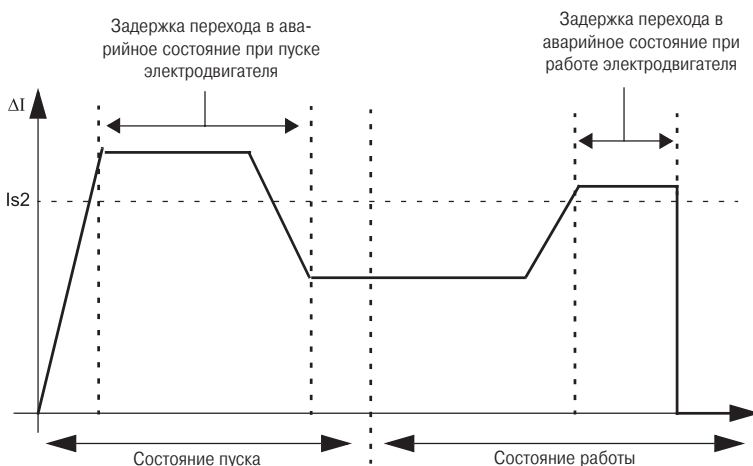 Задержка перехода в ава-
рийное состояние при пуске
электродвигателя
Задержка перехода в
аварийное состояние при
работе электродвигателя
ΔI
Is2
Состояние пуска
Состояние работы